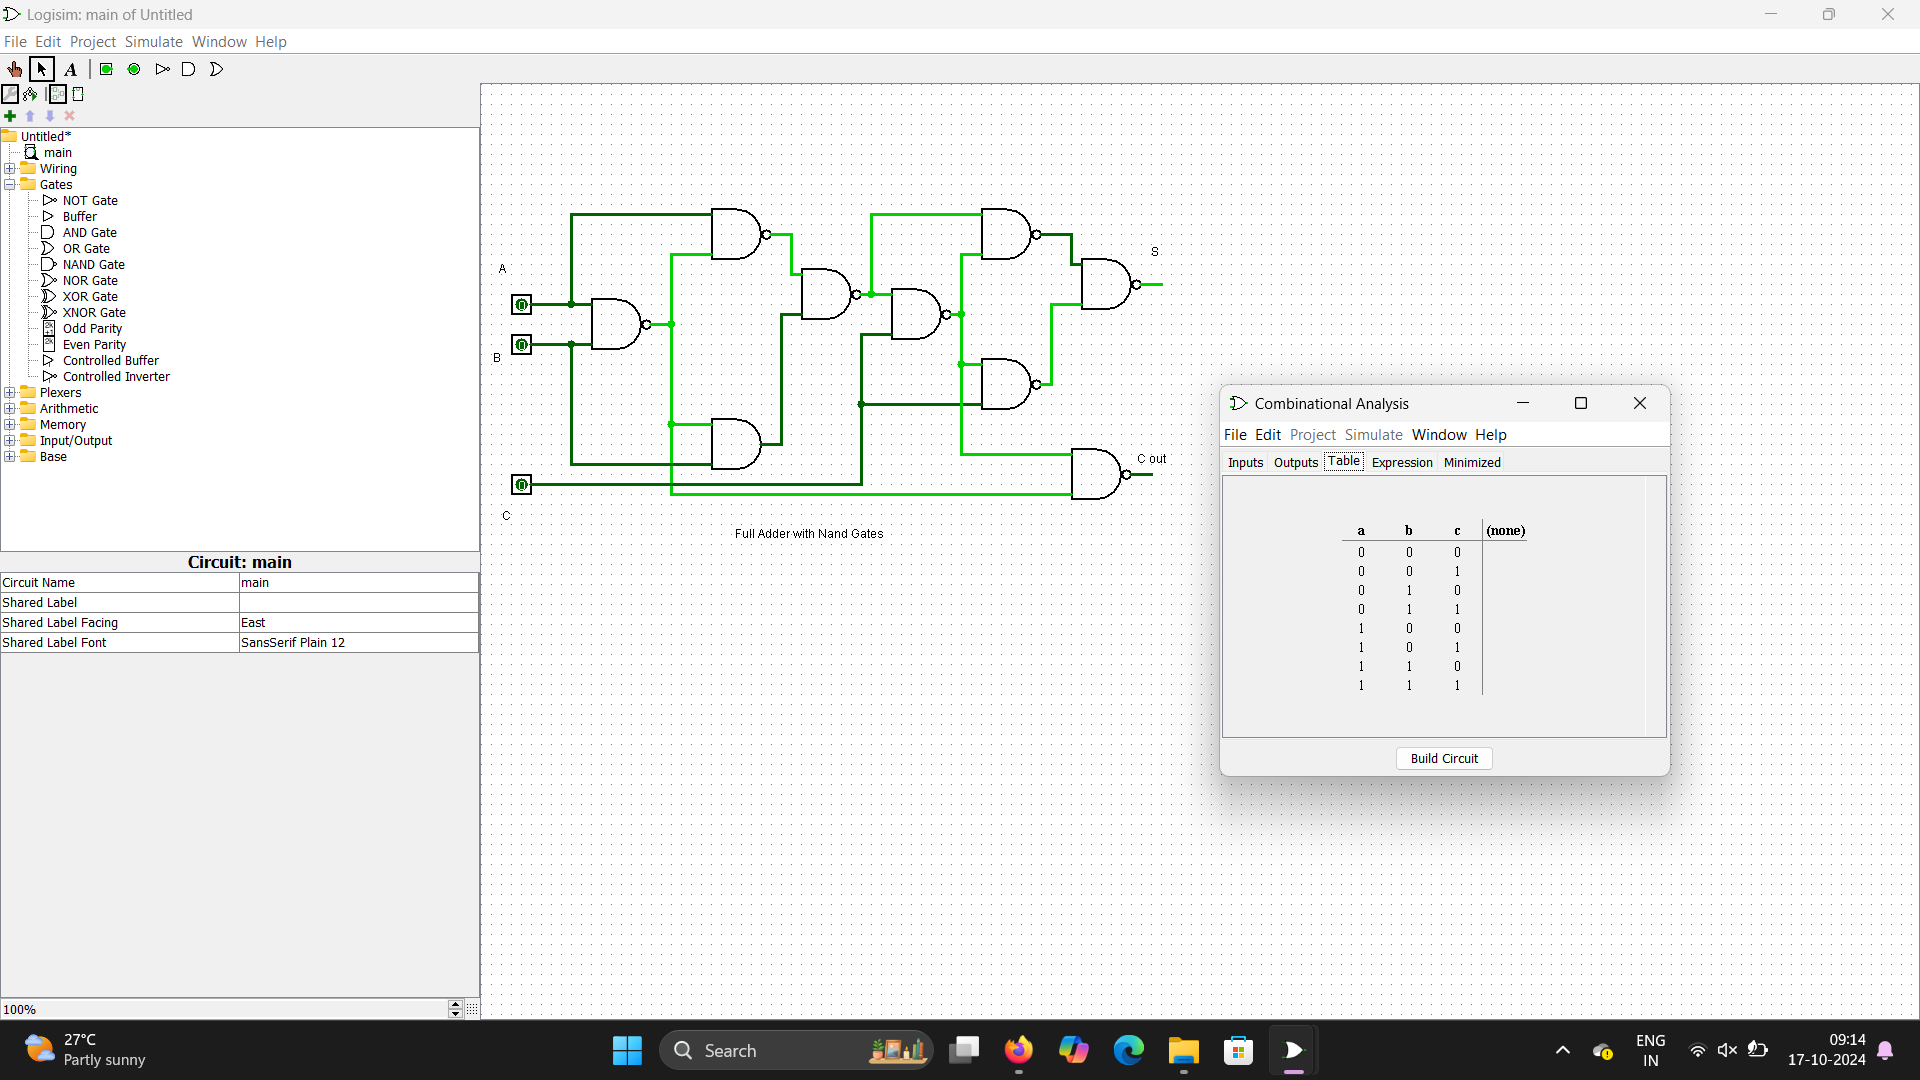 Logisim: main of Untitled
File Edit Project Simulate Window Help
A
Untitled*
main
Wiring
Gates
NOT Gate
Buffer
AND Gate
OR Gate
NAND Gate
NOR Gate
XOR Gate
XNOR Gate
Odd Parity
Even Parity
Controlled Buffer
Controlled Inverter
Plexers
Arithmetic
Memory
Input/Output
Base
Circuit: main
Circuit Name main
Shared Label
Shared Label Facing East
Shared Label Font SansSerif Plain 12
100%
A
0
B
0
C
0
S
C out
Full Adder with Nand Gates
Combinational Analysis
File Edit Project Simulate Window Help
Inputs Outputs Table Expression Minimized
a b c (none)
0 0 0
0 0 1
0 1 0
0 1 1
1 0 0
1 0 1
1 1 0
1 1 1
Build Circuit
27°C
Partly sunny
Search
ENG
IN
09:14
17-10-2024